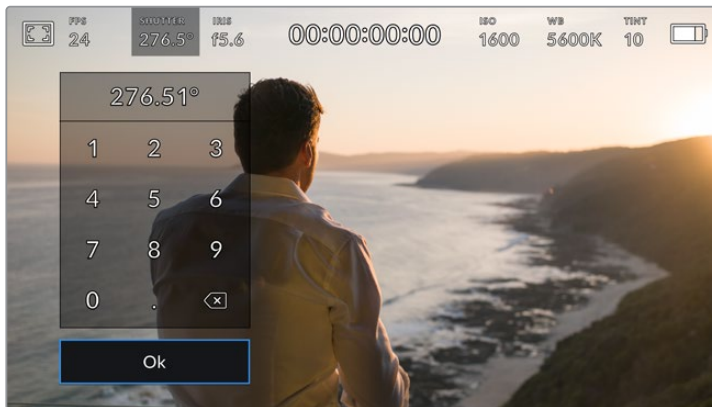 FPS SHUTTER IRIS ISO WB TINT
24 276.5° f5.6 00:00:00:00 1600 5600K 10
276.51°
1 2 3
4 5 6
7 8 9
0 .
Ok